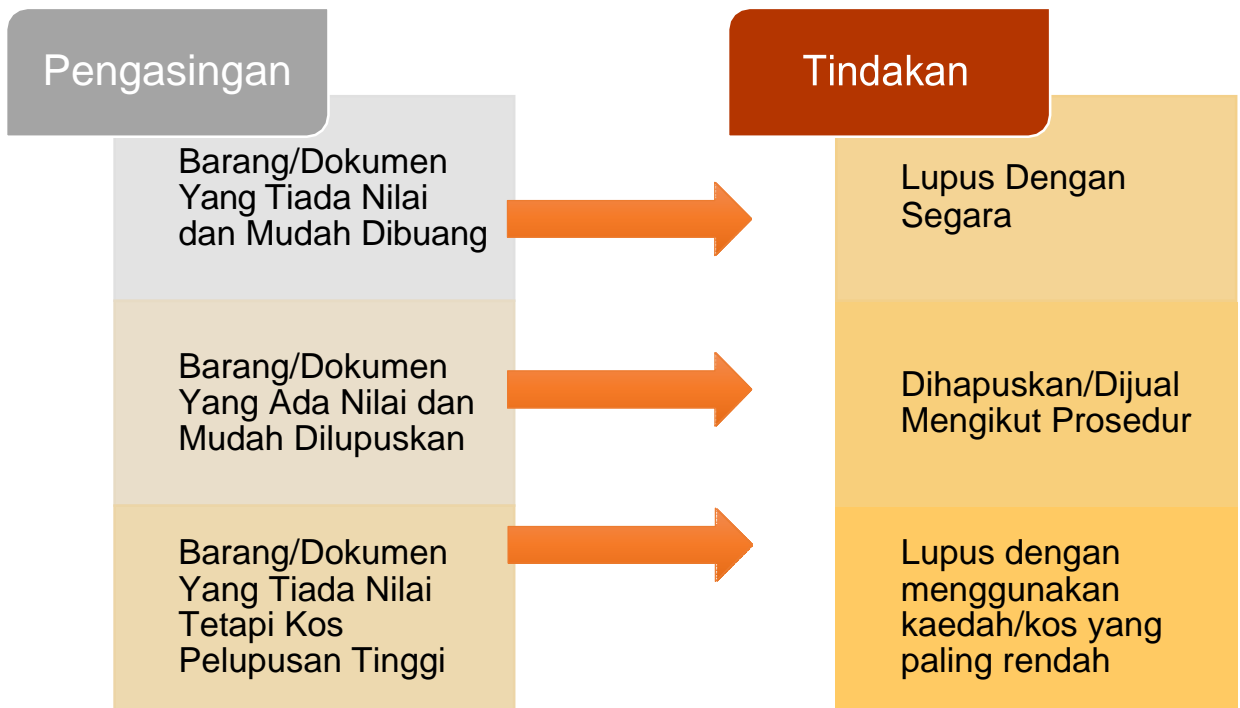 Pengasingan
Tindakan
Barang/Dokumen
Yang Tiada Nilai
dan Mudah Dibuang
Lupus Dengan
Segara
Barang/Dokumen
Yang Ada Nilai dan
Mudah Dilupuskan
Dihapuskan/Dijual
Mengikut Prosedur
Barang/Dokumen
Yang Tiada Nilai
Tetapi Kos
Pelupusan Tinggi
Lupus dengan
menggunakan
kaedah/kos yang
paling rendah